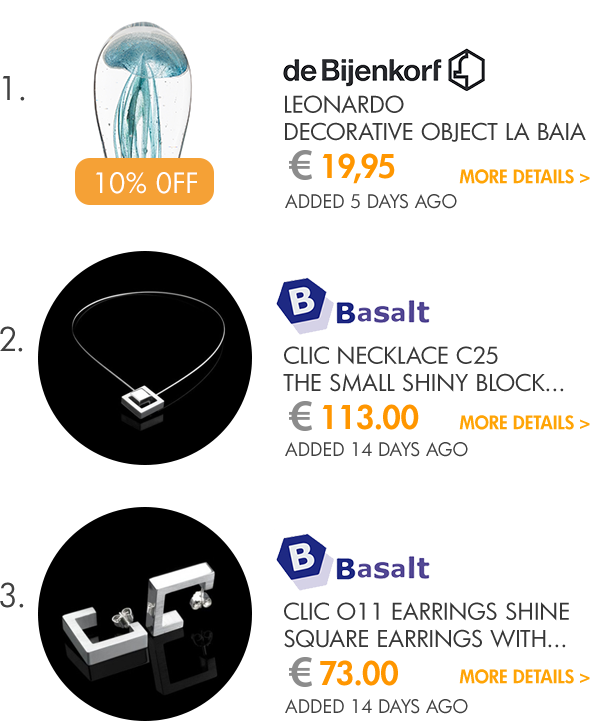 1.
10% OFF
de Bijenkorf
LEONARDO
DECORATIVE OBJECT LA BAIA
€ 19,95
MORE DETAILS >
ADDED 5 DAYS AGO
2.
B Basalt
CLIC NECKLACE C25
THE SMALL SHINY BLOCK...
€ 113.00
MORE DETAILS >
ADDED 14 DAYS AGO
3.
B Basalt
CLIC O11 EARRINGS SHINE
SQUARE EARRINGS WITH...
€ 73.00
MORE DETAILS >
ADDED 14 DAYS AGO